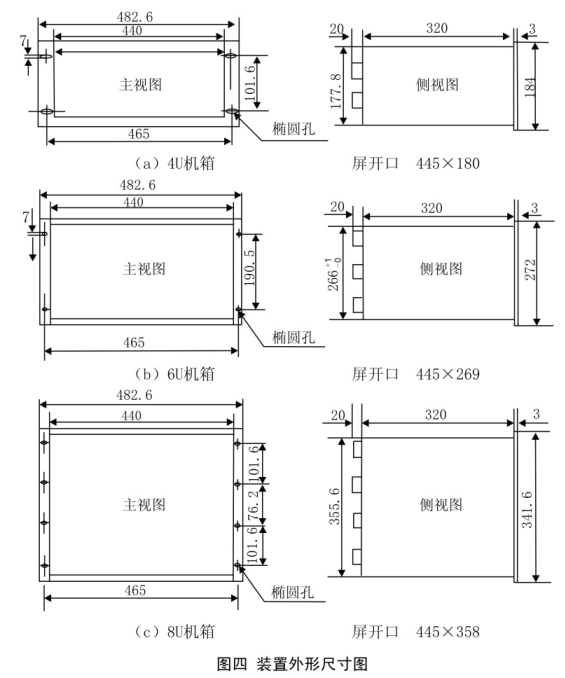 482.6
440
7
101.6
主视图
椭圆孔
465
20
320
3
177.8
侧视图
184
（a）4U机箱
屏开口 445×180
482.6
440
7
190.5
主视图
椭圆孔
465
20
320
3
266 +1 -0
侧视图
272
（b）6U机箱
屏开口 445×269
482.6
440
101.6
76.2
101.6
主视图
椭圆孔
465
20
320
3
355.6
侧视图
341.6
（c）8U机箱
屏开口 445×358
图四 装置外形尺寸图